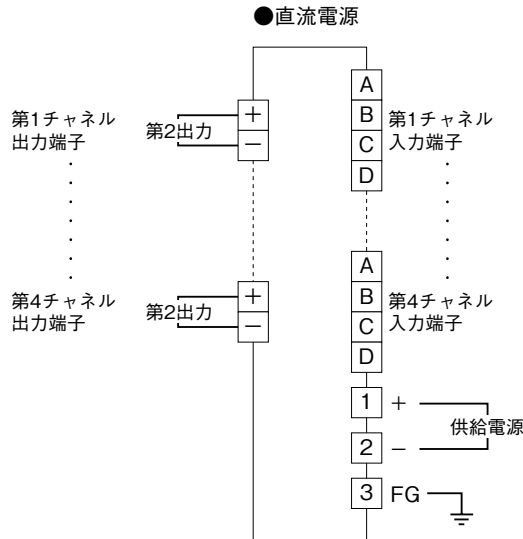 ●直流電源
第1チャネル
出力端子
第2出力
+
−
A
B
C
D
第1チャネル
入力端子
第4チャネル
出力端子
第2出力
+
−
A
B
C
D
第4チャネル
入力端子
1 +
2 −
供給電源
3 FG